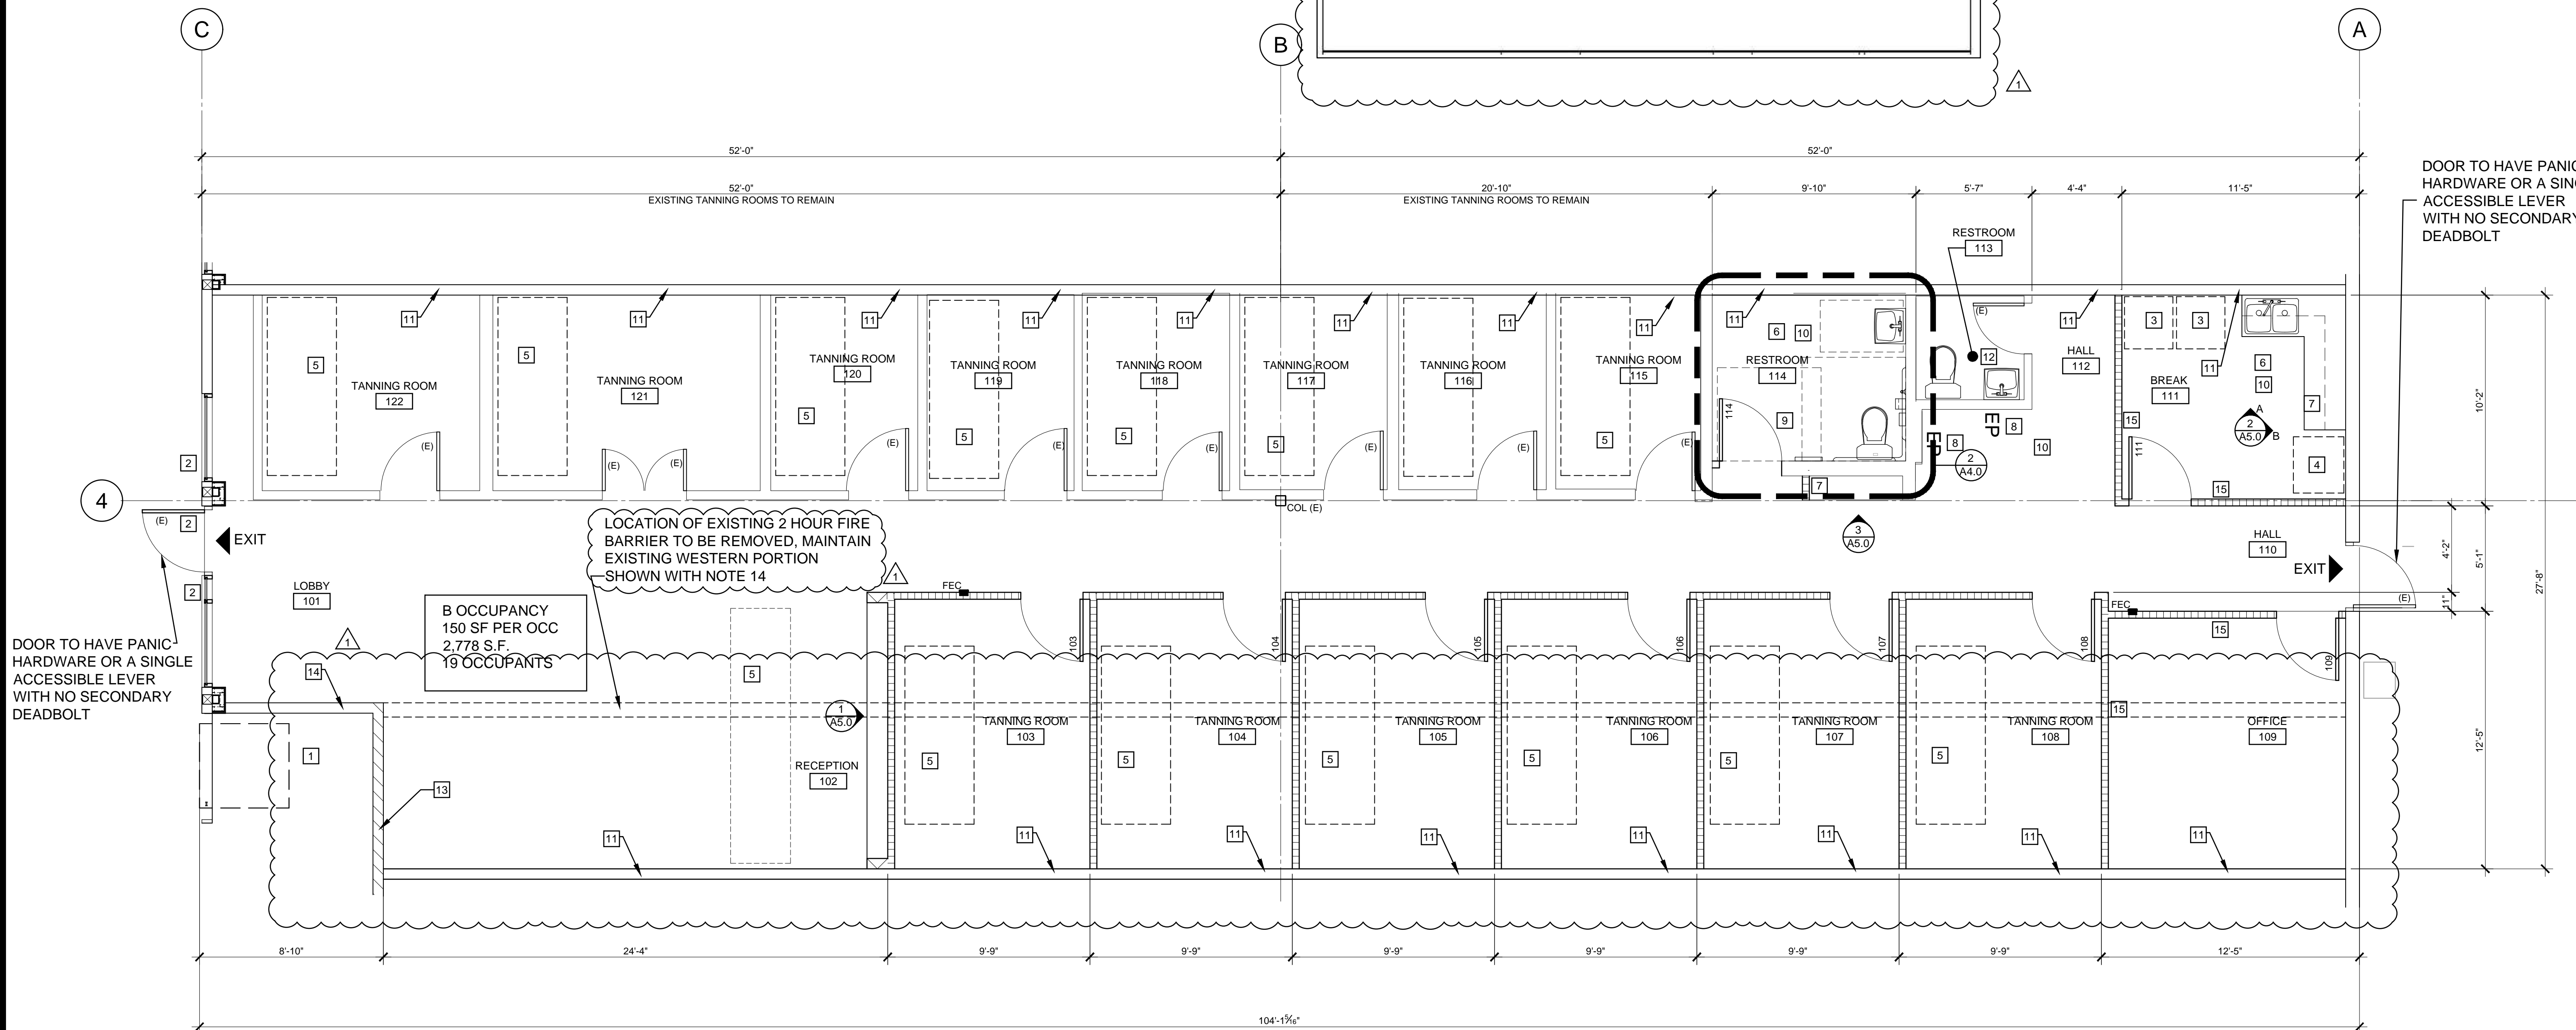 C
B
A
1
52'-0"
52'-0"
52'-0"
20'-10"
9'-10"
5'-7"
4'-4"
11'-5"
EXISTING TANNING ROOMS TO REMAIN
EXISTING TANNING ROOMS TO REMAIN
DOOR TO HAVE PANIC
HARDWARE OR A SIN
ACCESSIBLE LEVER
WITH NO SECONDARY
DEADBOLT
RESTROOM
113
11
11
11
11
11
11
11
11
11
11
11
3
3
5
5
5
5
5
5
5
TANNING ROOM
122
TANNING ROOM
121
TANNING ROOM
120
TANNING ROOM
119
TANNING ROOM
118
TANNING ROOM
117
TANNING ROOM
116
TANNING ROOM
115
RESTROOM
114
6
10
9
114
7
12
HALL
112
EP
EP
8
8
10
2
A4.0
BREAK
111
6
10
7
15
111
2
A5.0
A
B
4
15
10'-2"
(E)
(E)
(E)
(E)
(E)
(E)
(E)
(E)
(E)
(E)
2
4
(E)
2
EXIT
2
COL (E)
LOCATION OF EXISTING 2 HOUR FIRE
BARRIER TO BE REMOVED, MAINTAIN
EXISTING WESTERN PORTION
SHOWN WITH NOTE 14
1
3
A5.0
HALL
110
EXIT
(E)
4'-2"
5'-1"
11"
27'-8"
LOBBY
101
B OCCUPANCY
150 SF PER OCC
2,778 S.F.
19 OCCUPANTS
DOOR TO HAVE PANIC
HARDWARE OR A SINGLE
ACCESSIBLE LEVER
WITH NO SECONDARY
DEADBOLT
1
14
FEC
FEC
103
104
105
106
107
108
109
15
15
5
1
A5.0
1
13
RECEPTION
102
TANNING ROOM
103
TANNING ROOM
104
TANNING ROOM
105
TANNING ROOM
106
TANNING ROOM
107
TANNING ROOM
108
OFFICE
109
5
5
5
5
5
5
12'-5"
11
11
11
11
11
11
11
11
8'-10"
24'-4"
9'-9"
9'-9"
9'-9"
9'-9"
9'-9"
9'-9"
12'-5"
104'-1 5/16"